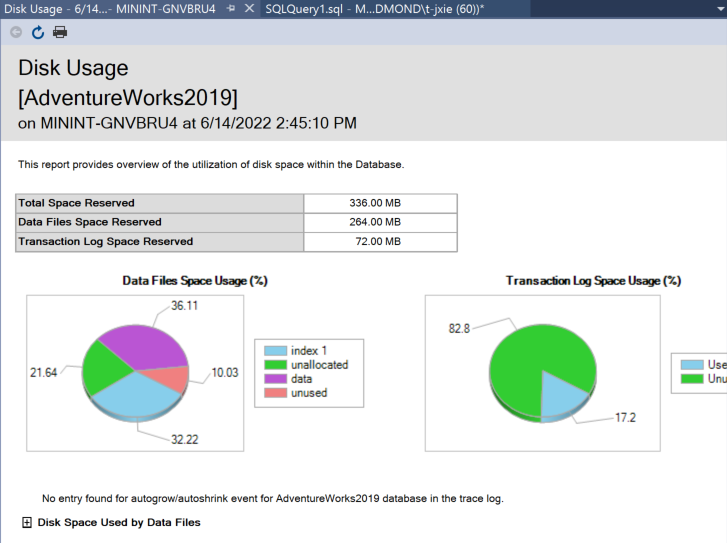 Disk Usage - 6/14...- MININT-GNVBRU4 SQLQuery1.sql - M...DMOND\t-jxie (60))*
Disk Usage
[AdventureWorks2019]
on MININT-GNVBRU4 at 6/14/2022 2:45:10 PM
This report provides overview of the utilization of disk space within the Database.
Total Space Reserved 336.00 MB
Data Files Space Reserved 264.00 MB
Transaction Log Space Reserved 72.00 MB
Data Files Space Usage (%)
36.11
21.64
10.03
32.22
index 1
unallocated
data
unused
Transaction Log Space Usage (%)
82.8
17.2
Use
Unu
No entry found for autogrow/autoshrink event for AdventureWorks2019 database in the trace log.
Disk Space Used by Data Files